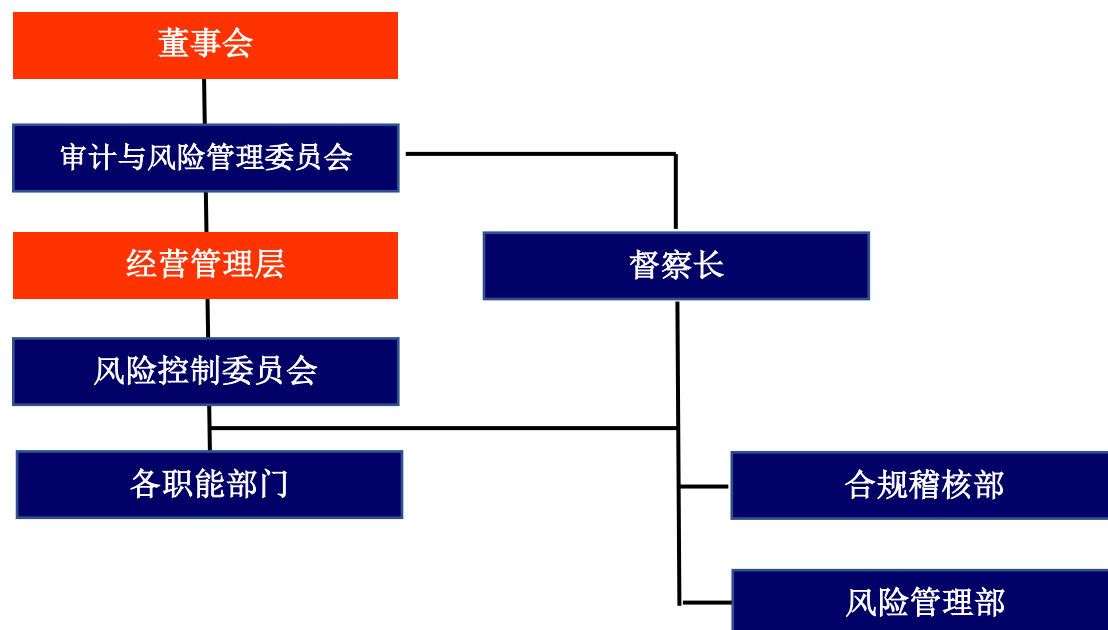 董事会
审计与风险管理委员会
经营管理层
督察长
风险控制委员会
各职能部门
合规稽核部
风险管理部